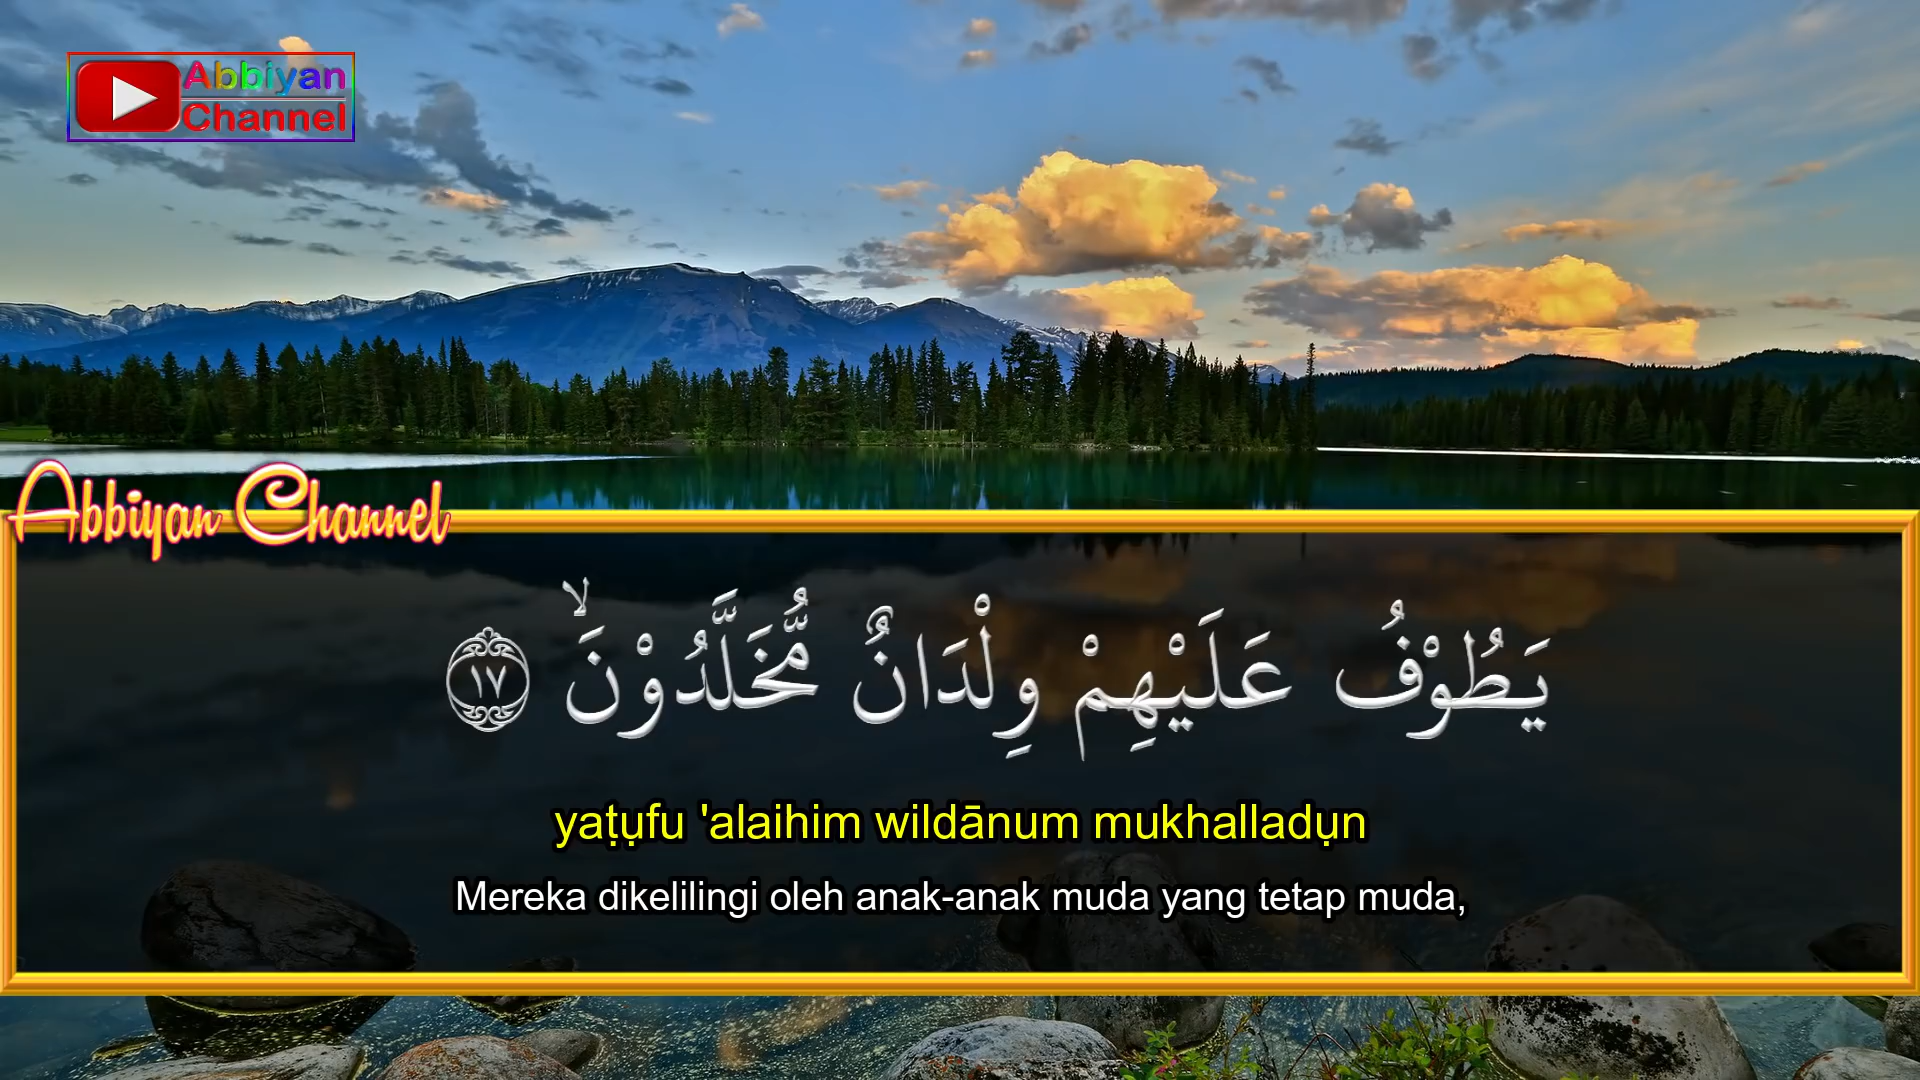 Abbiyan
Channel
Abbiyan Channel
يَطُوْفُ عَلَيْهِمْ وِلْدَانٌ مُّخَلَّدُوْنَۙ ١٧
yaṭụfu 'alaihim wildānum mukhalladụn
Mereka dikelilingi oleh anak-anak muda yang tetap muda,